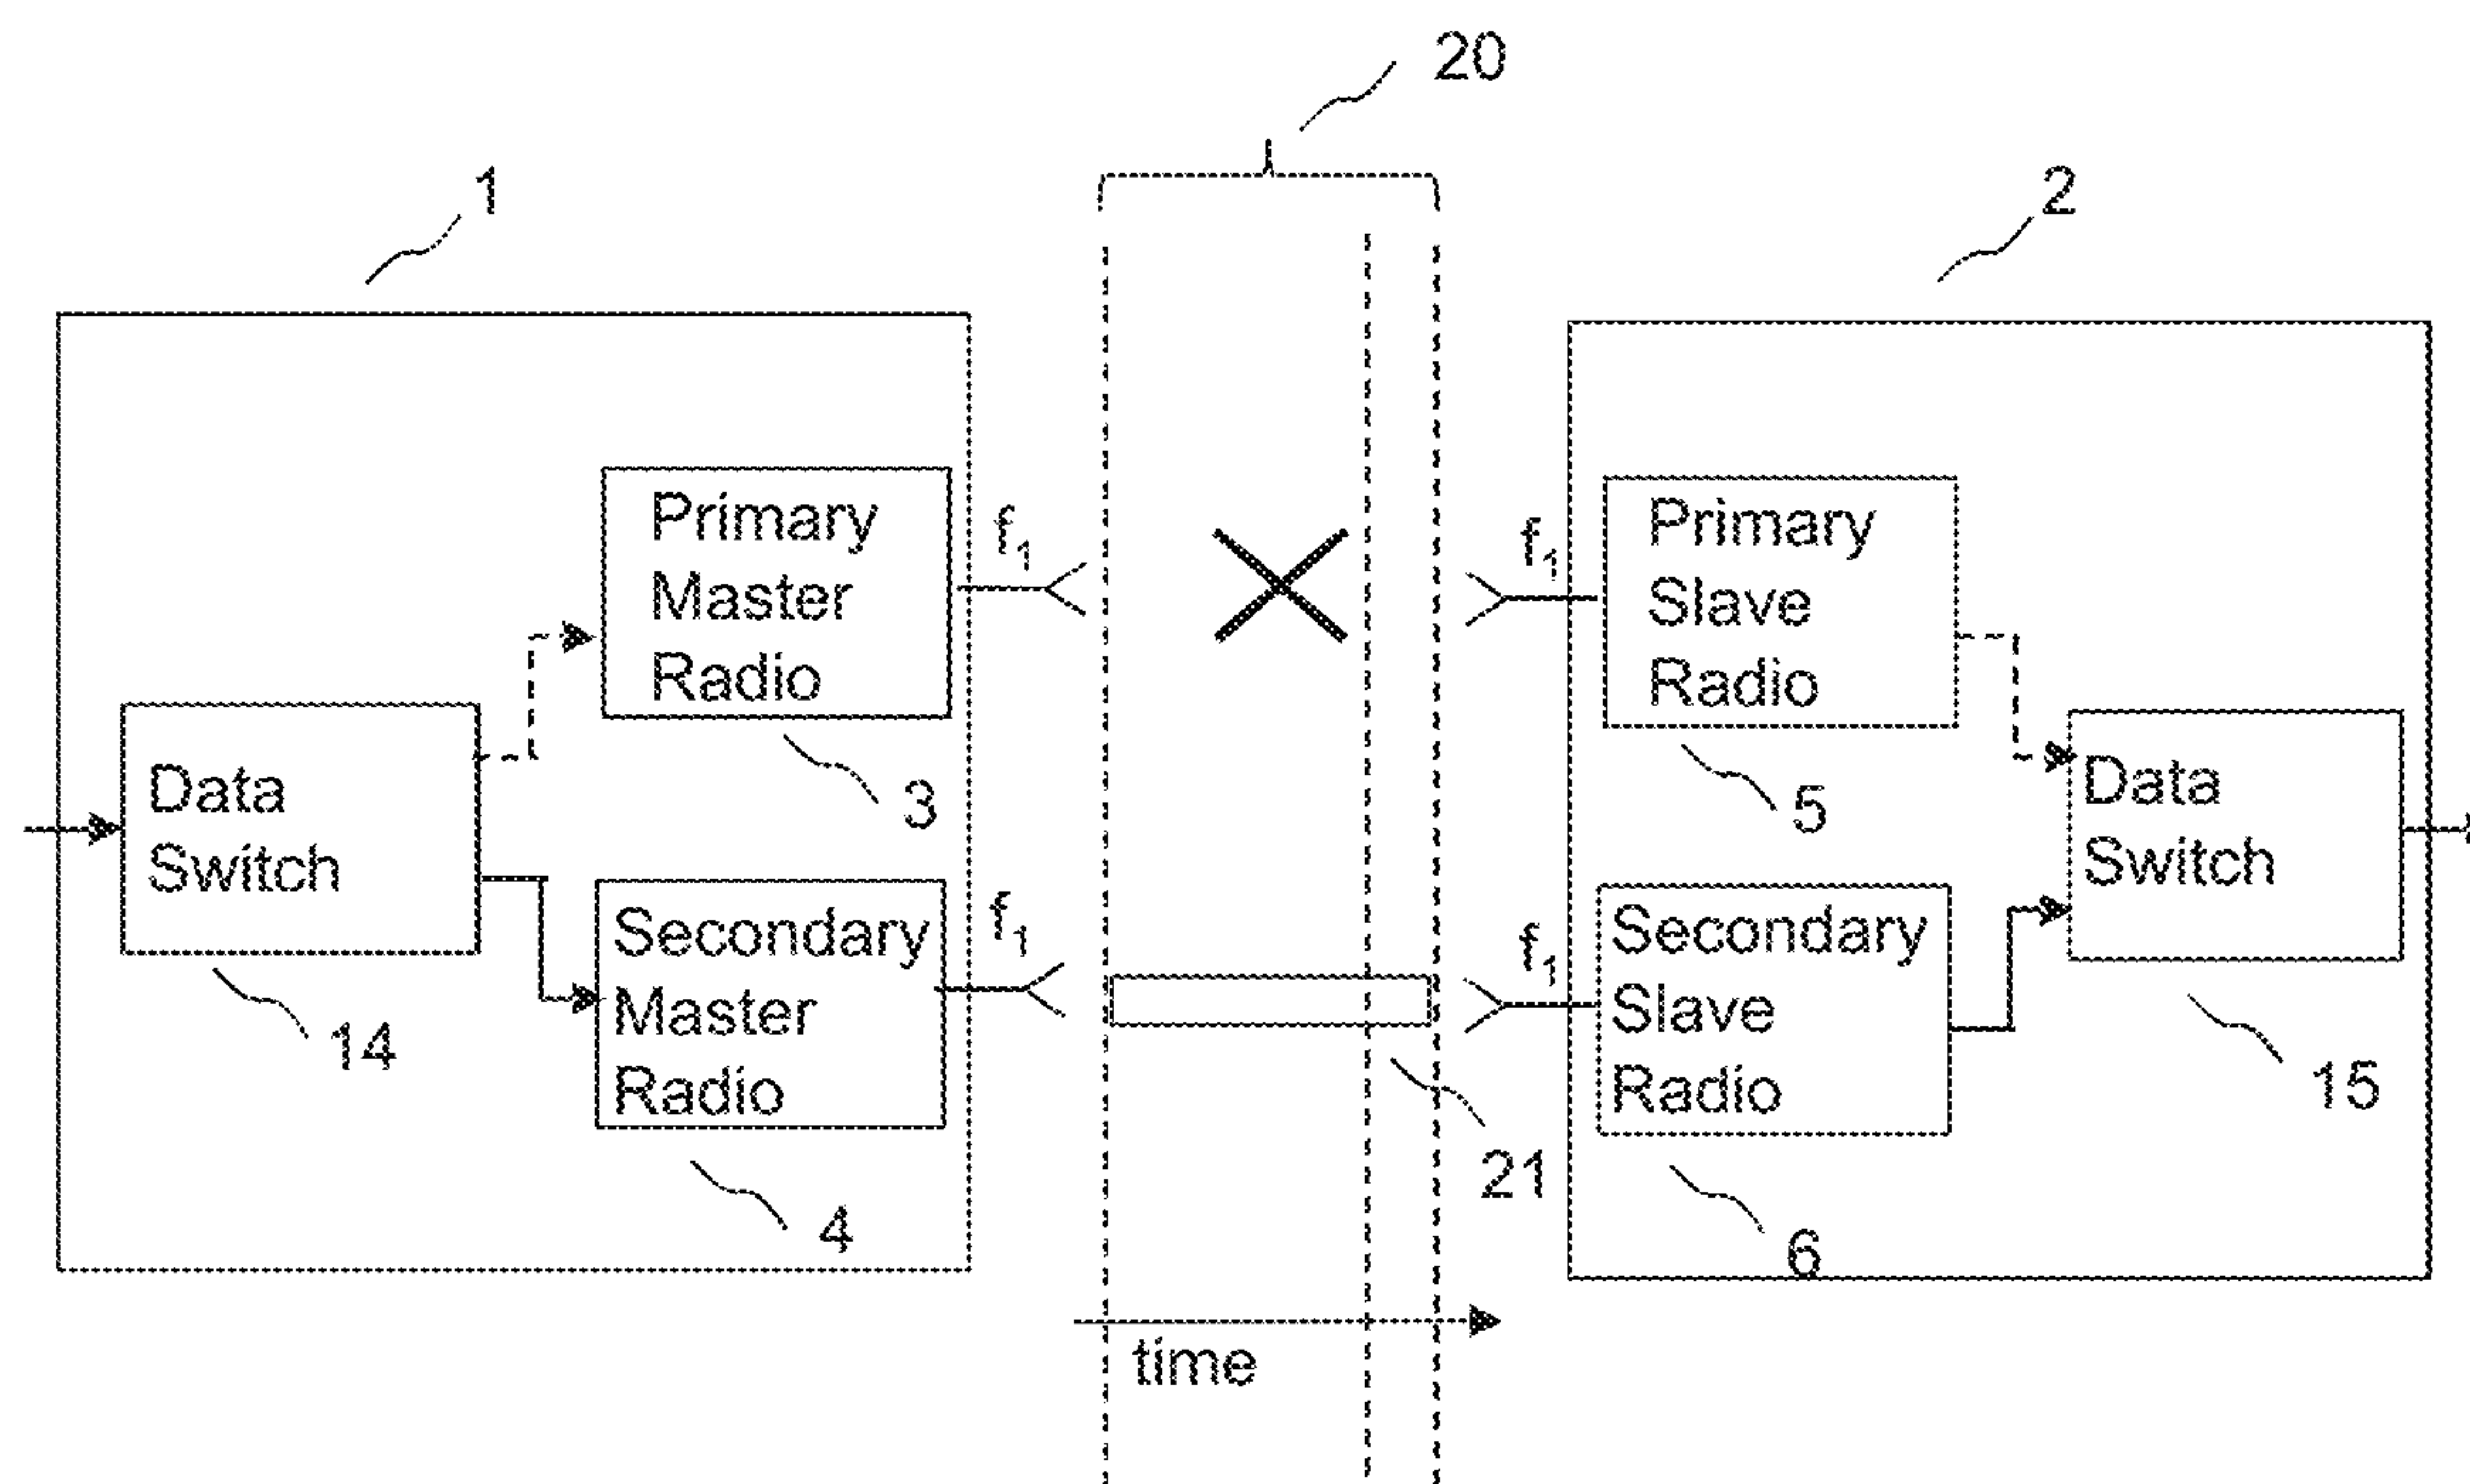 20
1
2
Primary
Master
Radio
f₁
f₁
Primary
Slave
Radio
3
5
Data
Switch
14
Data
Switch
15
Secondary
Master
Radio
f₁
f₁
Secondary
Slave
Radio
4
21
6
time